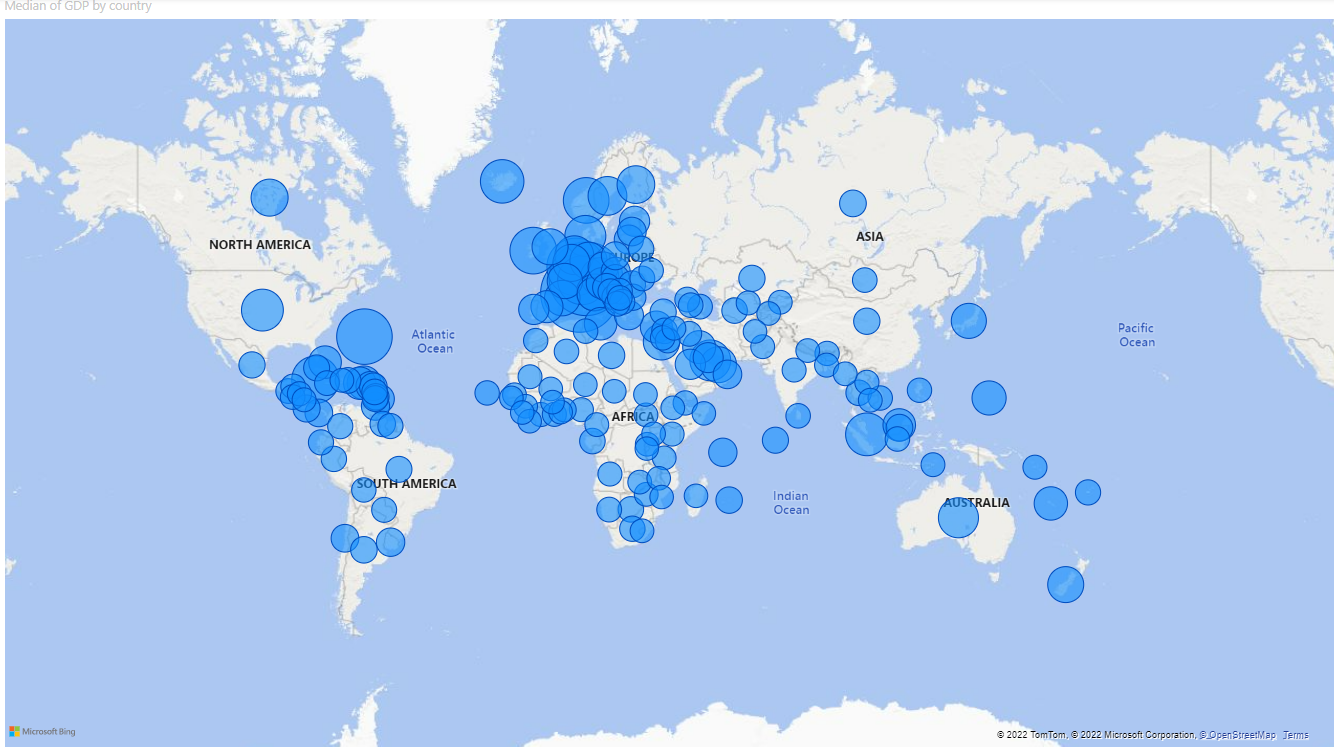 Median of GDP by country
NORTH AMERICA
EUROPE
ASIA
Atlantic
Ocean
Pacific
Ocean
AFRICA
SOUTH AMERICA
Indian
Ocean
AUSTRALIA
Microsoft Bing
© 2022 TomTom, © 2022 Microsoft Corporation, © OpenStreetMap Terms